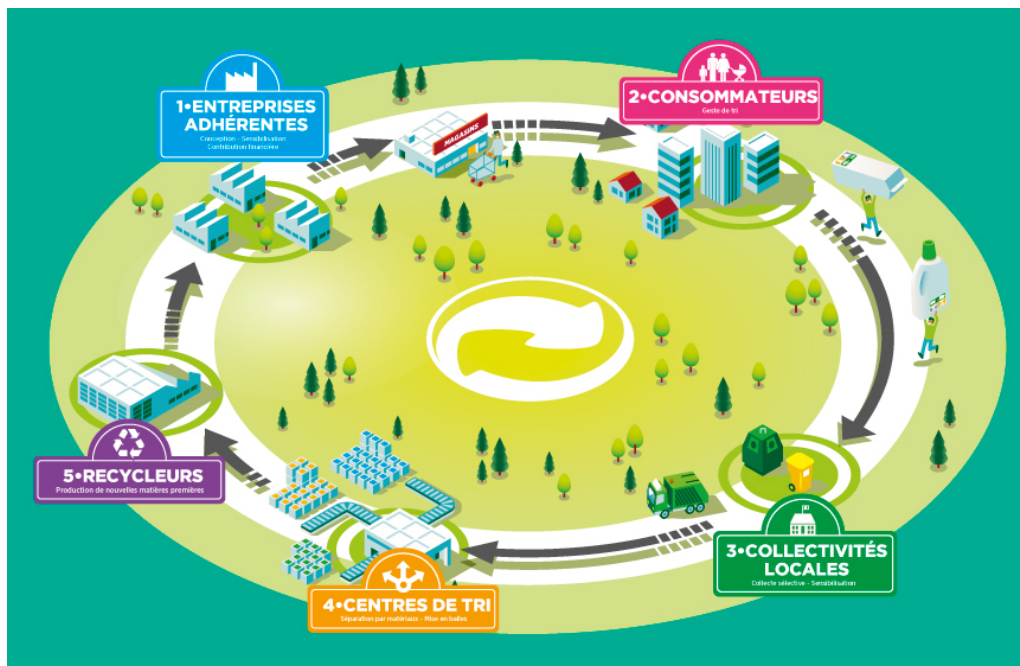 1•ENTREPRISES
ADHÉRENTES
Conception - Sensibilisation
Contribution financière
MAGASINS
2•CONSOMMATEURS
Geste de tri
3•COLLECTIVITÉS
LOCALES
Collecte sélective - Sensibilisation
4•CENTRES DE TRI
Séparation par matériaux - Mise en balles
5•RECYCLEURS
Production de nouvelles matières premières